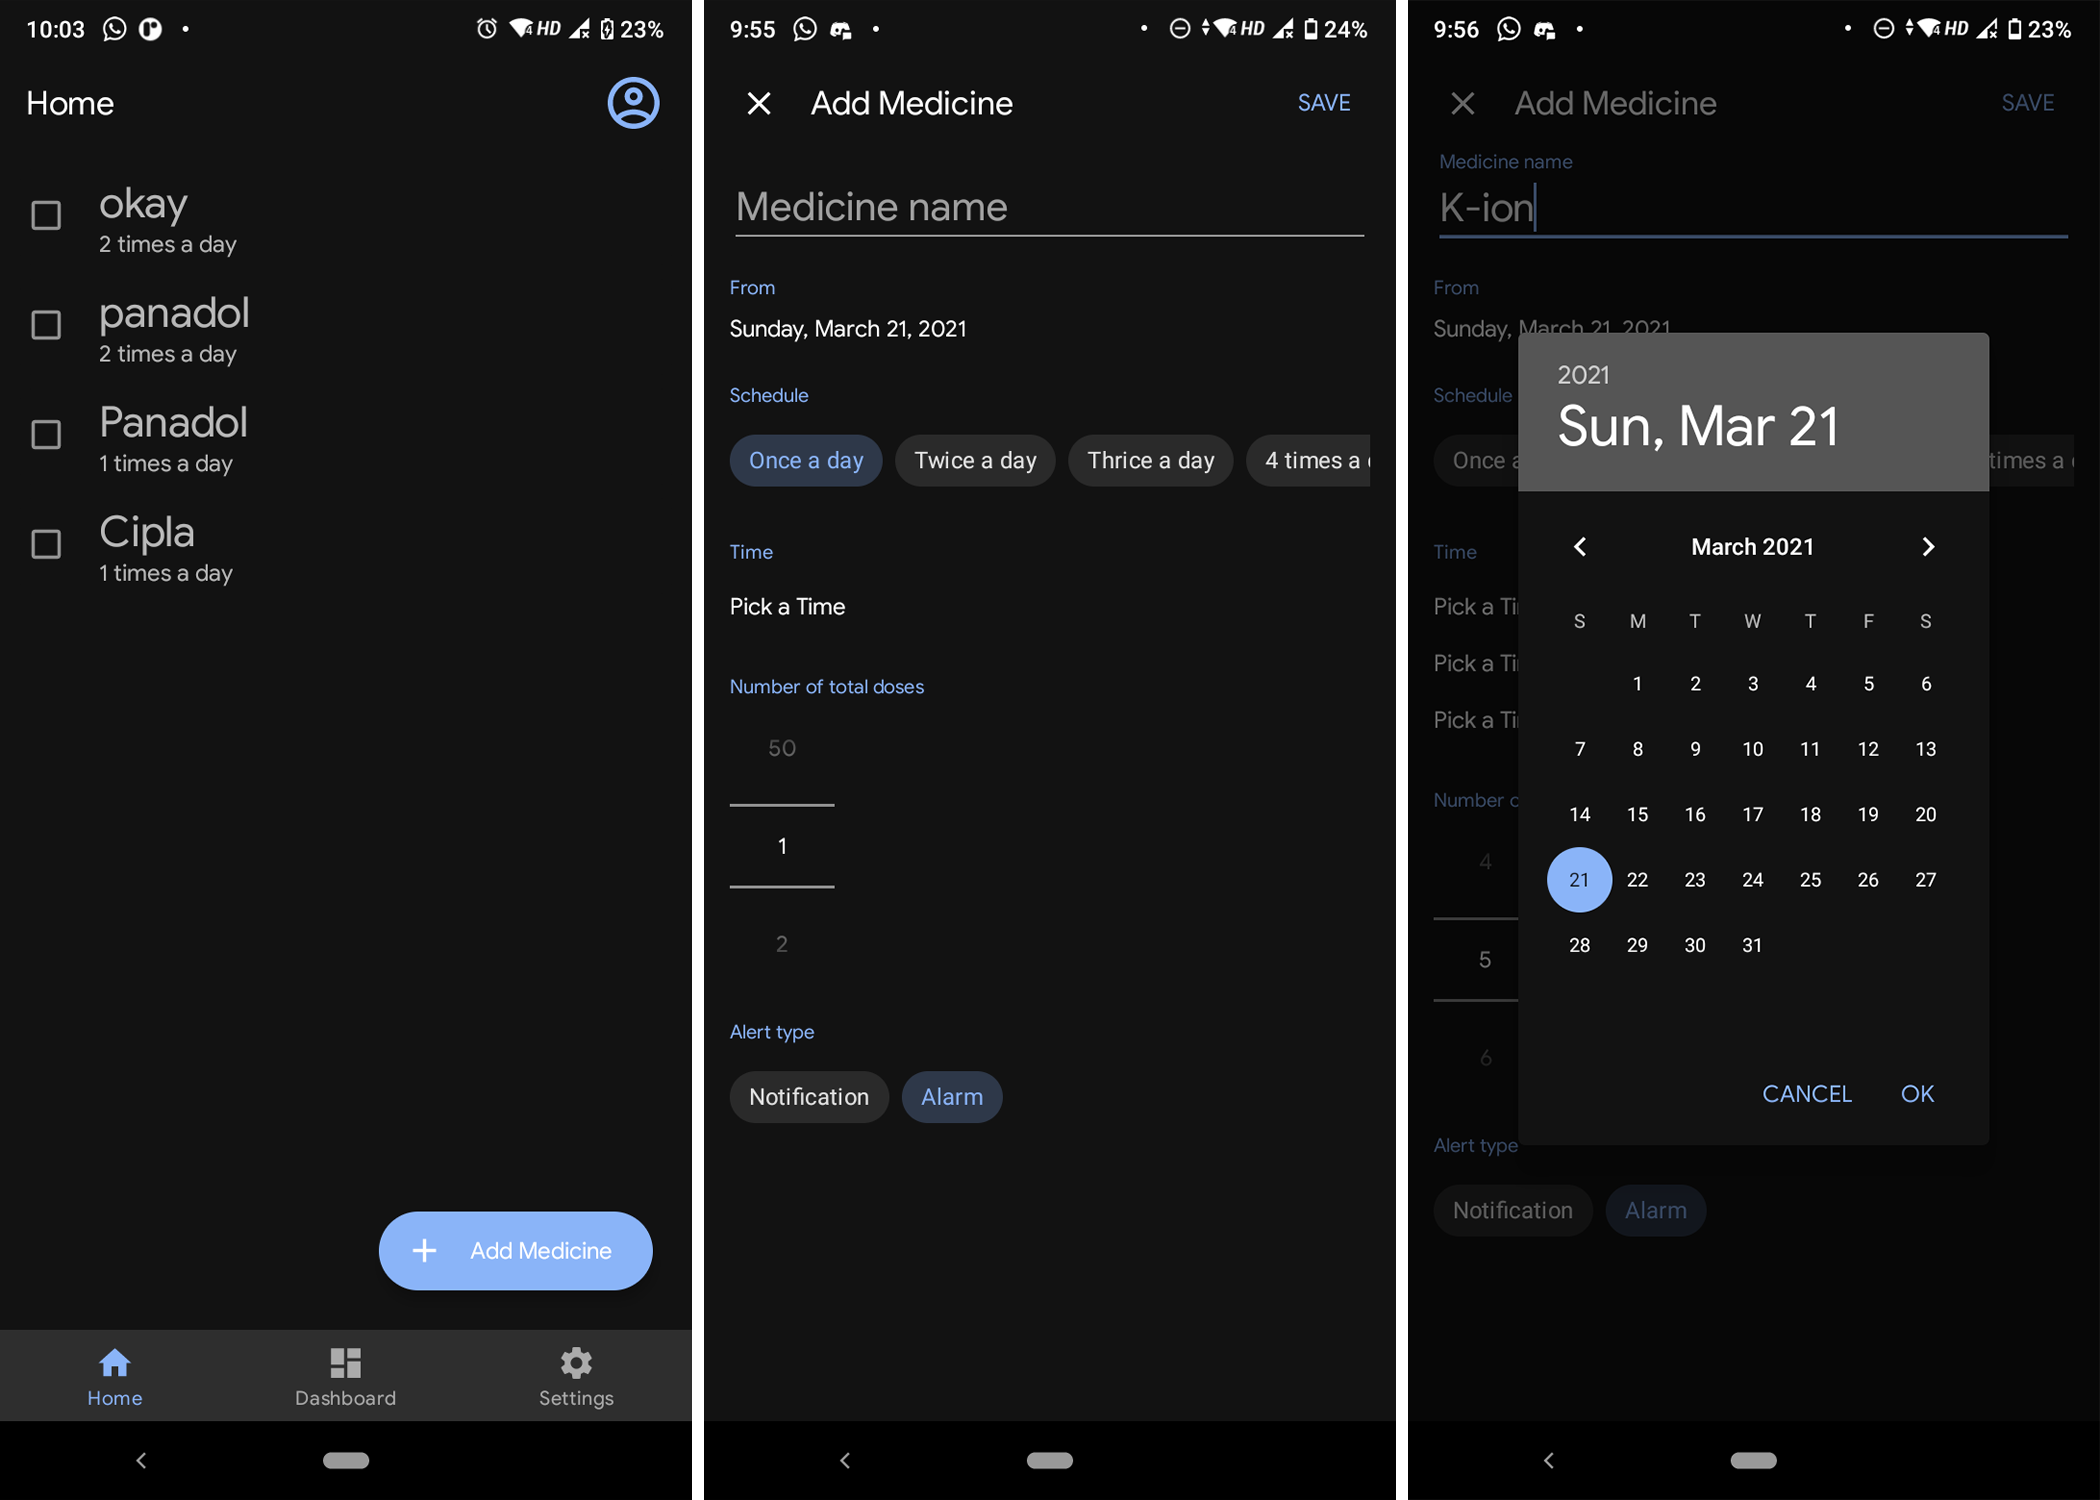 10:03 4 HD 23%
Home
okay
2 times a day
panadol
2 times a day
Panadol
1 times a day
Cipla
1 times a day
Add Medicine
Home Dashboard Settings
9:55 4 HD 24%
Add Medicine SAVE
Medicine name
From
Sunday, March 21, 2021
Schedule
Once a day Twice a day Thrice a day 4 times a
Time
Pick a Time
Number of total doses
50
1
2
Alert type
Notification Alarm
9:56 4 HD 23%
Add Medicine SAVE
Medicine name
K-ion
From
Sunday, March 21, 2021
Schedule
Once a times a
Time
Pick a Ti
Pick a Ti
Pick a Ti
Number
4
5
6
Alert type
Notification Alarm
2021
Sun, Mar 21
March 2021
S M T W T F S
1 2 3 4 5 6
7 8 9 10 11 12 13
14 15 16 17 18 19 20
21 22 23 24 25 26 27
28 29 30 31
CANCEL OK